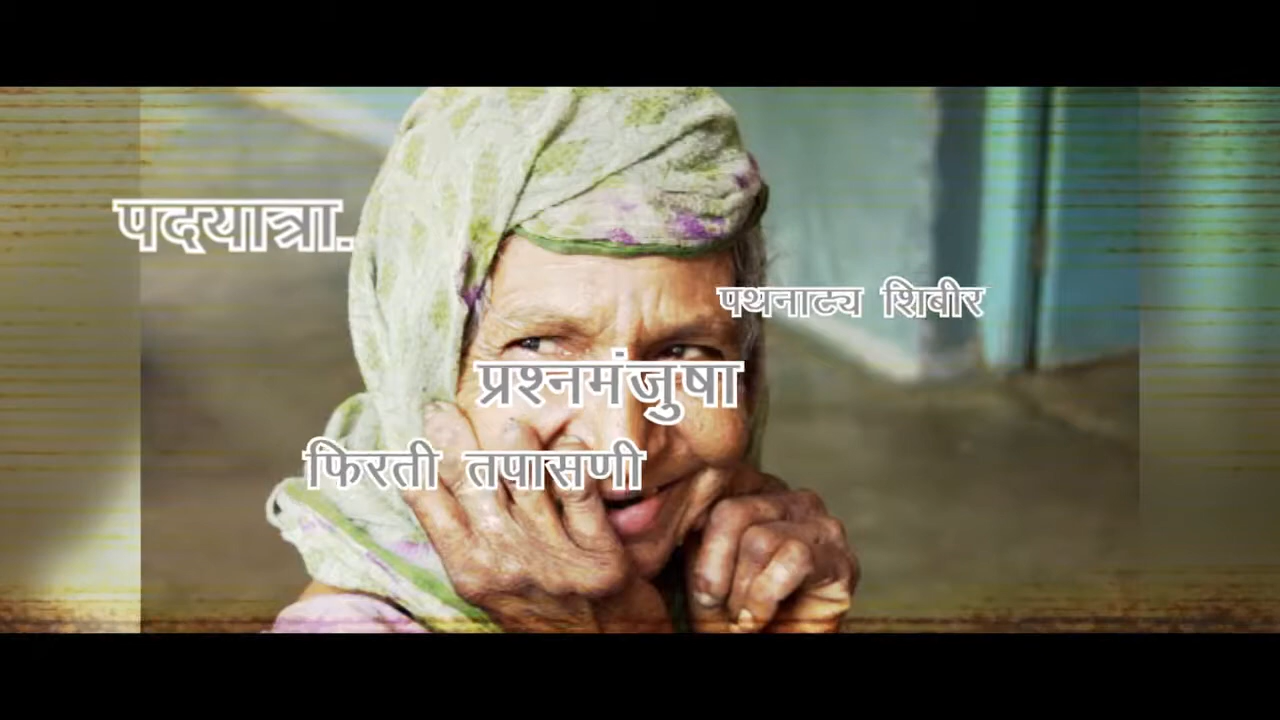 पदयात्रा.
पथनाट्य शिबीर
प्रश्नमंजुषा
फिरती तपासणी